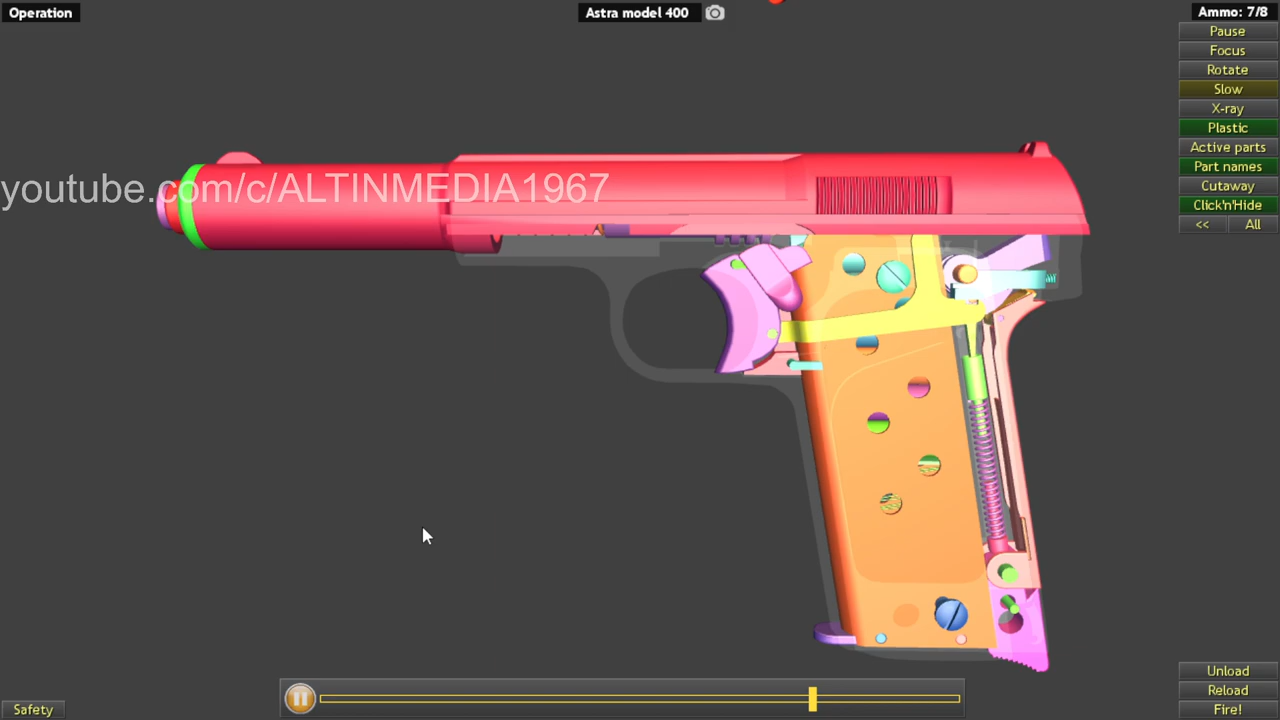 Operation
Astra model 400
Ammo: 7/8
Pause
Focus
Rotate
Slow
X-ray
Plastic
Active parts
Part names
Cutaway
Click'n'Hide
<< All
youtube.com/c/ALTINMEDIA1967
Unload
Reload
Fire!
Safety